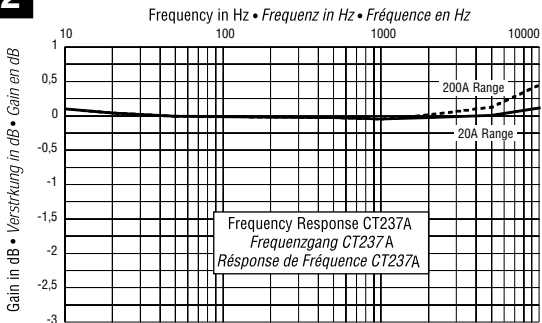 2
Frequency in Hz • Frequenz in Hz • Fréquence en Hz
10 100 1000 10000
Gain in dB • Verstrkung in dB • Gain en dB
1
0,5
0
-0,5
-1
-1,5
-2
-2,5
-3
200A Range
20A Range
Frequency Response CT237A
Frequenzgang CT237A
Résponse de Fréquence CT237A